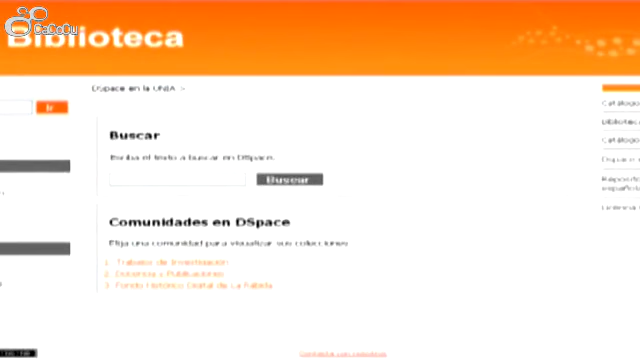 CaCoCu
Biblioteca
DSpace en la UNIA >
Ir
Buscar
Escriba el texto a buscar en DSpace.
Buscar
Comunidades en DSpace
Elija una comunidad para visualizar sus colecciones
1. Trabajos de Investigación
2. Docencia y Publicaciones
3. Fondo Histórico Digital de La Rábida
Catálogo
Biblioteca
Catálogo